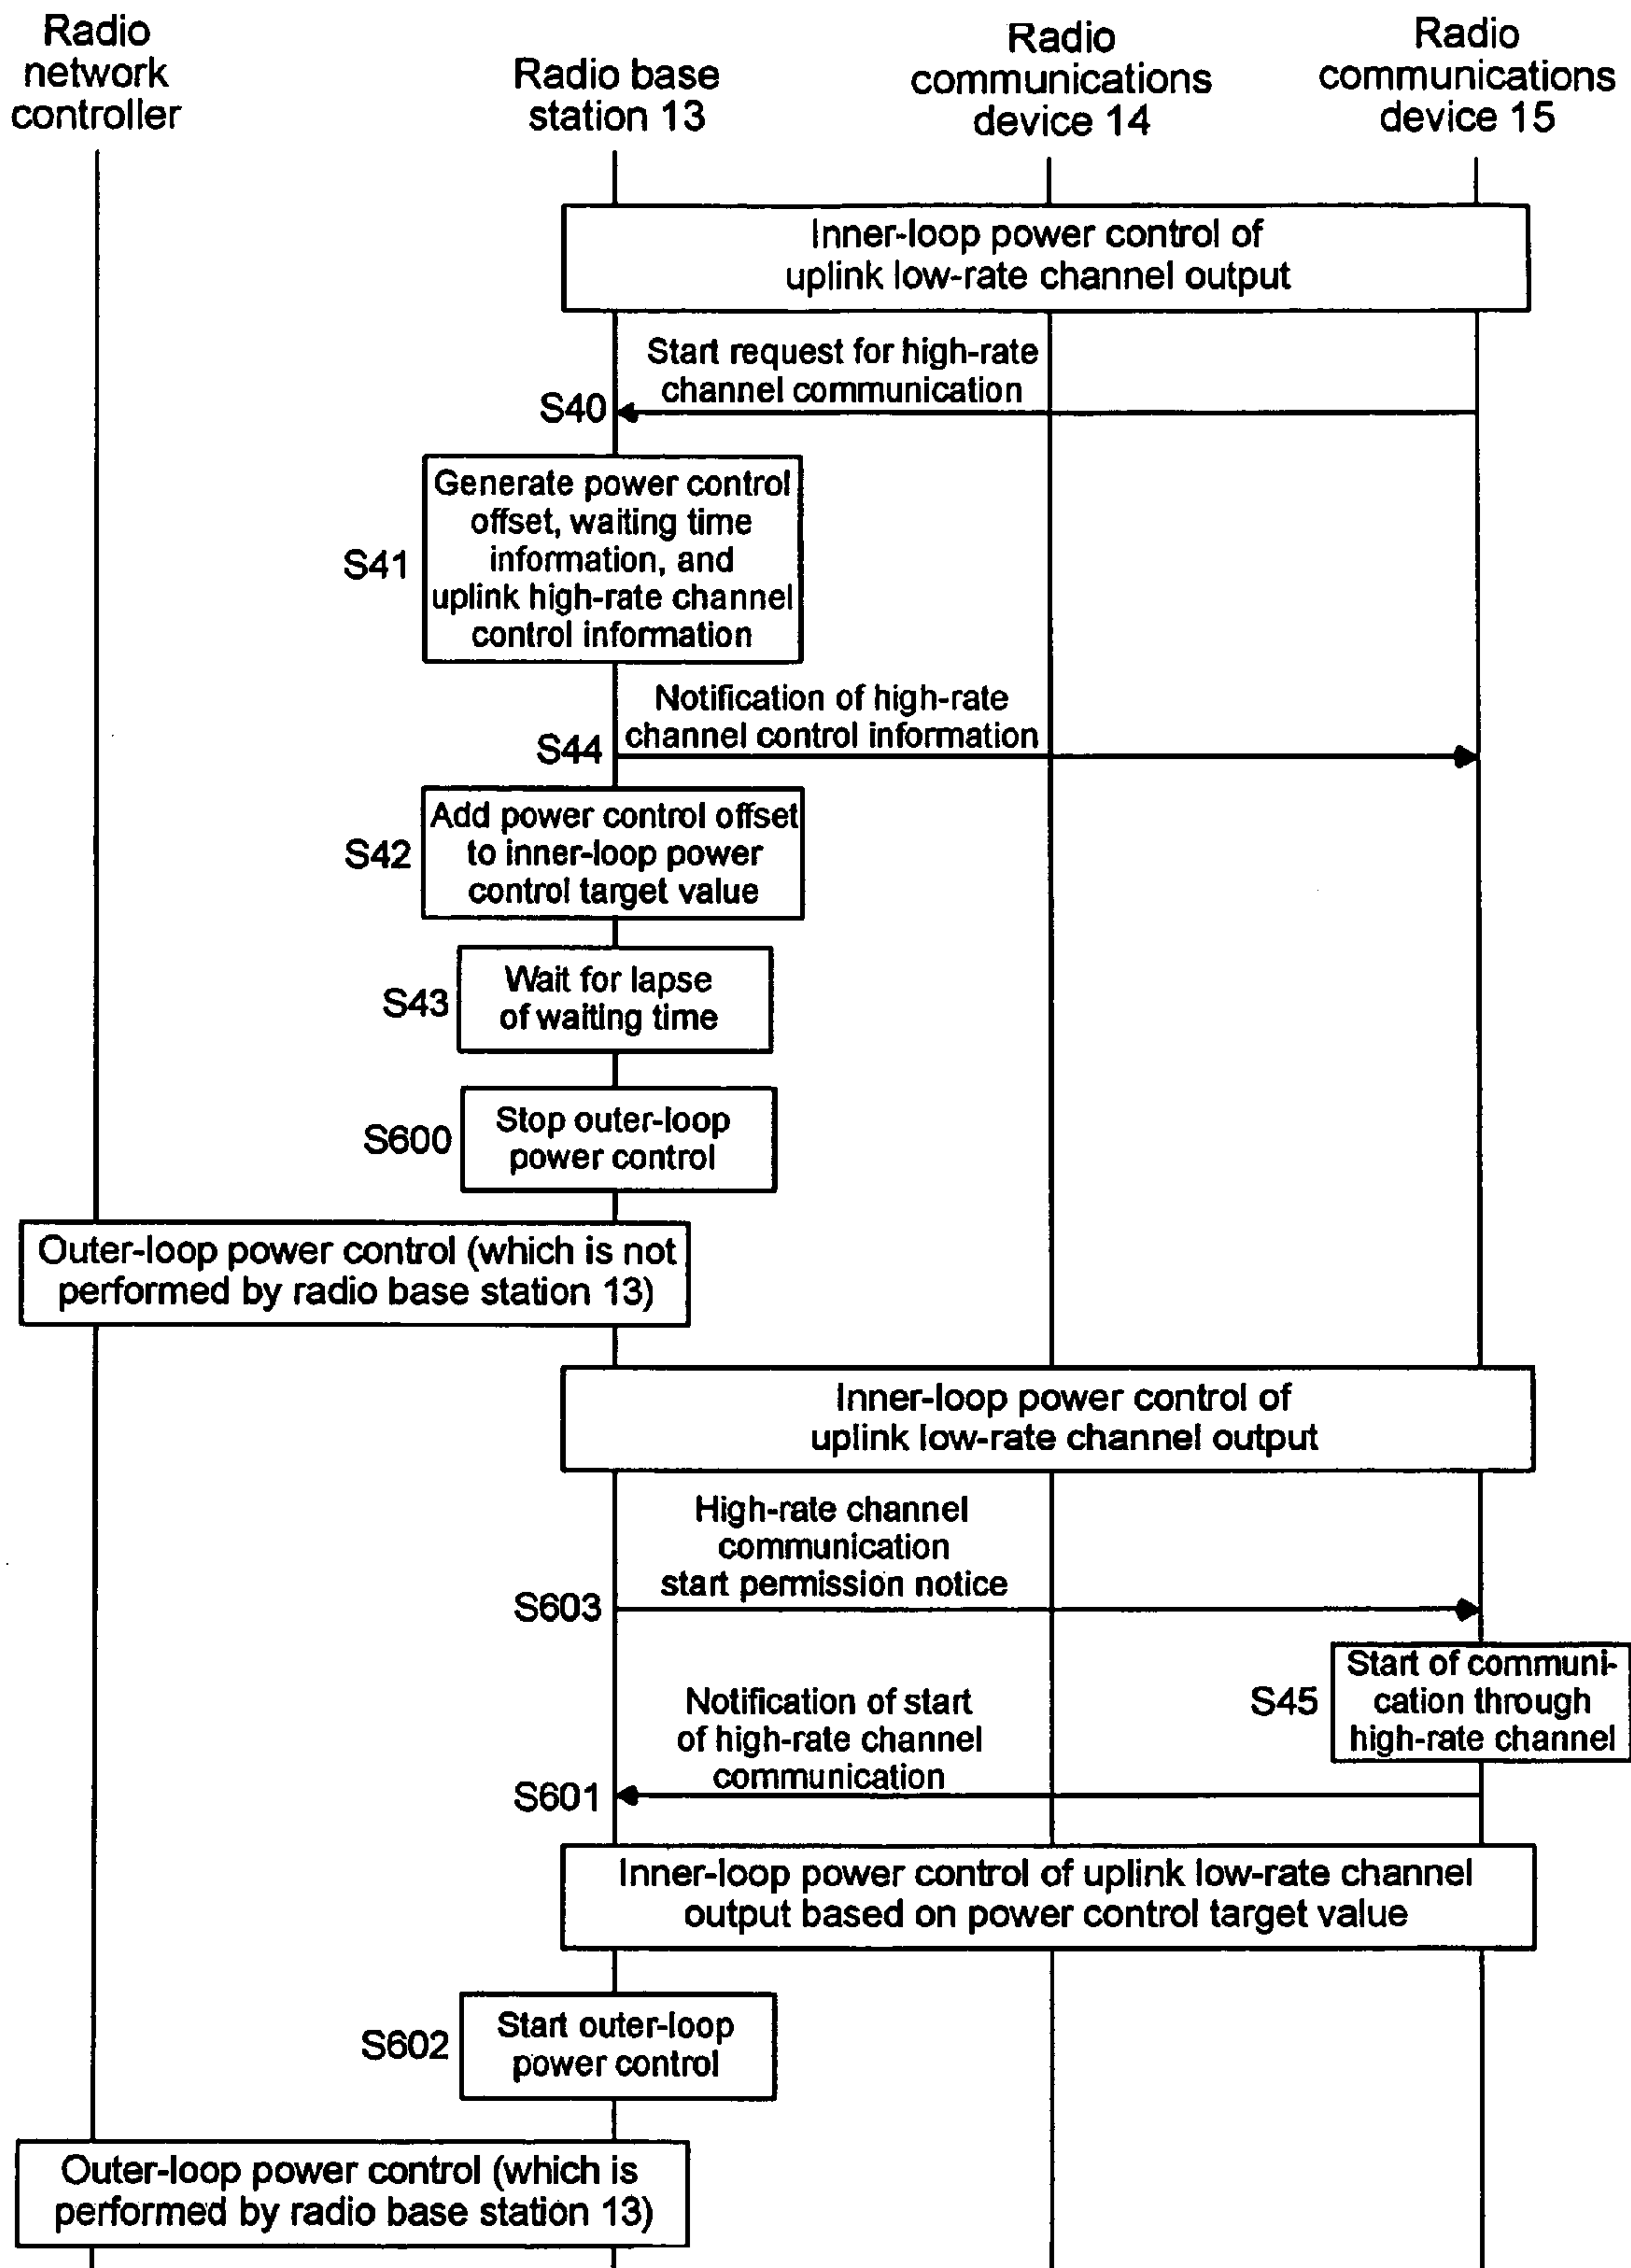 Radio
network
controller
Radio base
station 13
Radio
communications
device 14
Radio
communications
device 15
Inner-loop power control of
uplink low-rate channel output
Start request for high-rate
channel communication
S40
Generate power control
offset, waiting time
information, and
uplink high-rate channel
control information
S41
Notification of high-rate
channel control information
S44
Add power control offset
to inner-loop power
control target value
S42
Wait for lapse
of waiting time
S43
Stop outer-loop
power control
S600
Outer-loop power control (which is not
performed by radio base station 13)
Inner-loop power control of
uplink low-rate channel output
High-rate channel
communication
start permission notice
S603
Start of communi-
cation through
high-rate channel
S45
Notification of start
of high-rate channel
communication
S601
Inner-loop power control of uplink low-rate channel
output based on power control target value
Start outer-loop
power control
S602
Outer-loop power control (which is
performed by radio base station 13)